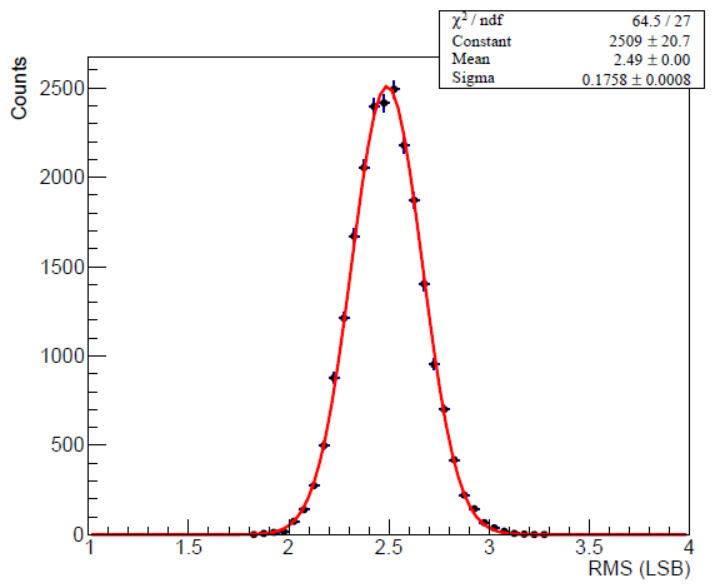 χ² / ndf 64.5 / 27
Constant 2509 ± 20.7
Mean 2.49 ± 0.00
Sigma 0.1758 ± 0.0008
Counts
2500
2000
1500
1000
500
0
1 1.5 2 2.5 3 3.5 4
RMS (LSB)